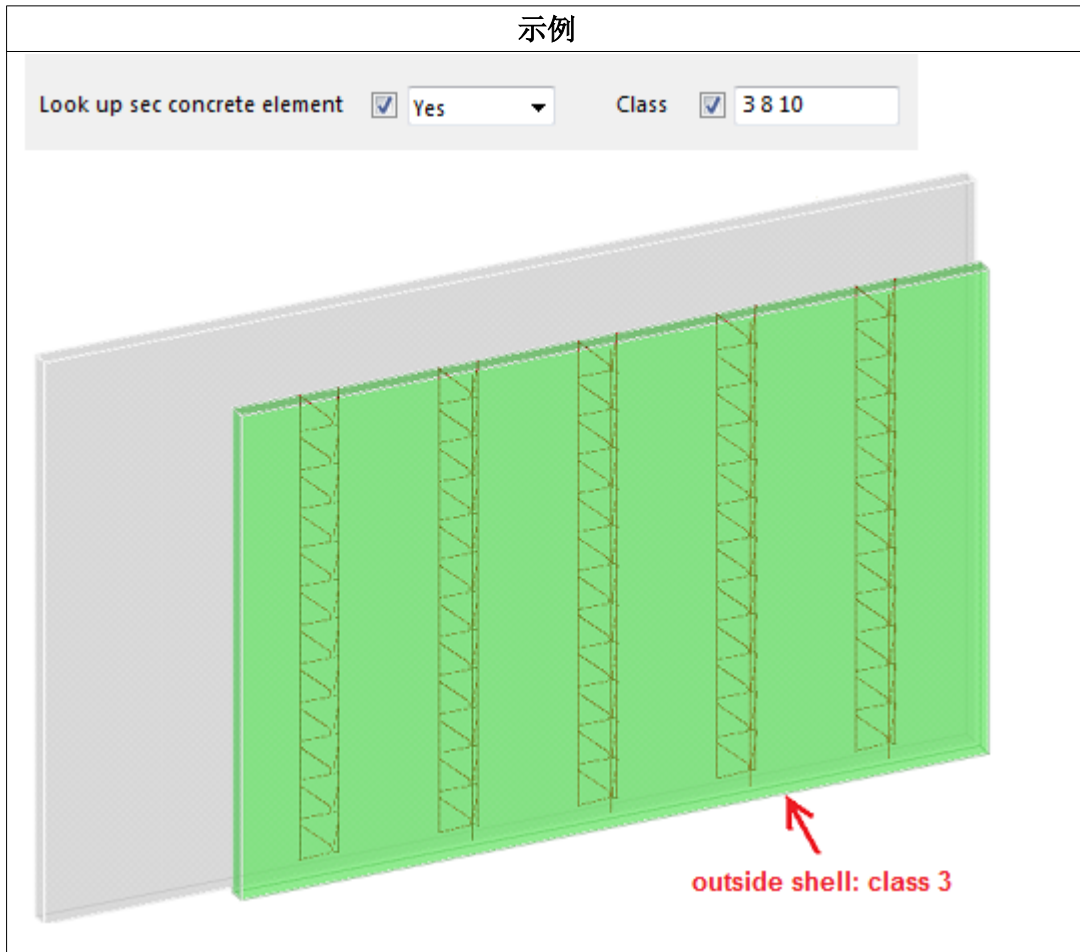 示例
Look up sec concrete element Yes Class 3 8 10
outside shell: class 3